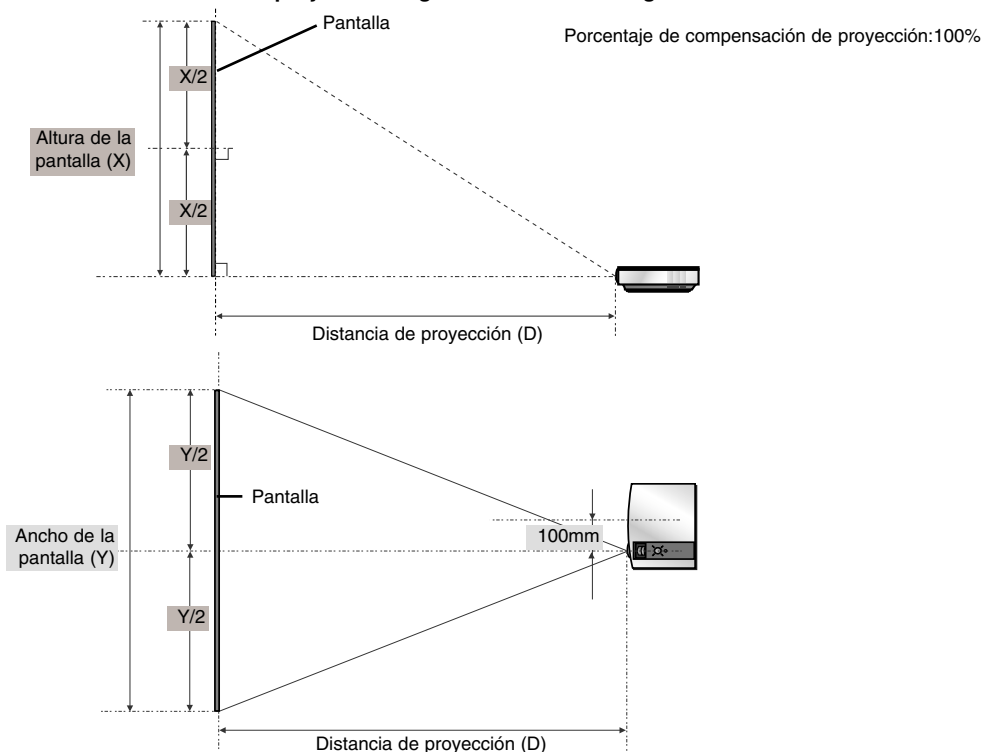 Pantalla
Porcentaje de compensación de proyección:100%
X/2
Altura de la
pantalla (X)
X/2
Distancia de proyección (D)
Y/2
Pantalla
100mm
Ancho de la
pantalla (Y)
Y/2
Distancia de proyección (D)